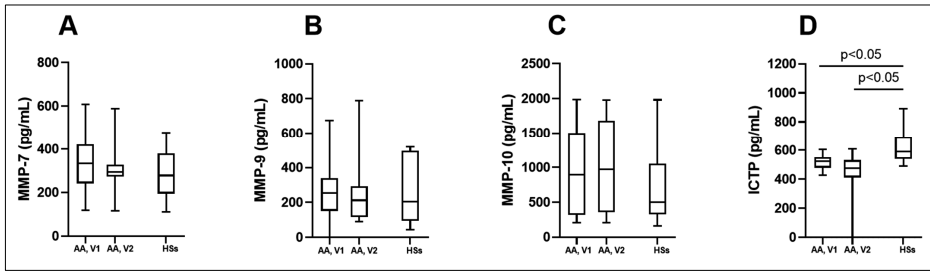 A
B
C
D
MMP-7 (pg/mL)
800
600
400
200
0
AA, V1
AA, V2
HSs
MMP-9 (pg/mL)
1000
800
600
400
200
0
AA, V1
AA, V2
HSs
MMP-10 (pg/mL)
2500
2000
1500
1000
500
0
AA, V1
AA, V2
HSs
ICTP (pg/mL)
1200
1000
800
600
400
200
0
p<0.05
p<0.05
AA, V1
AA, V2
HSs